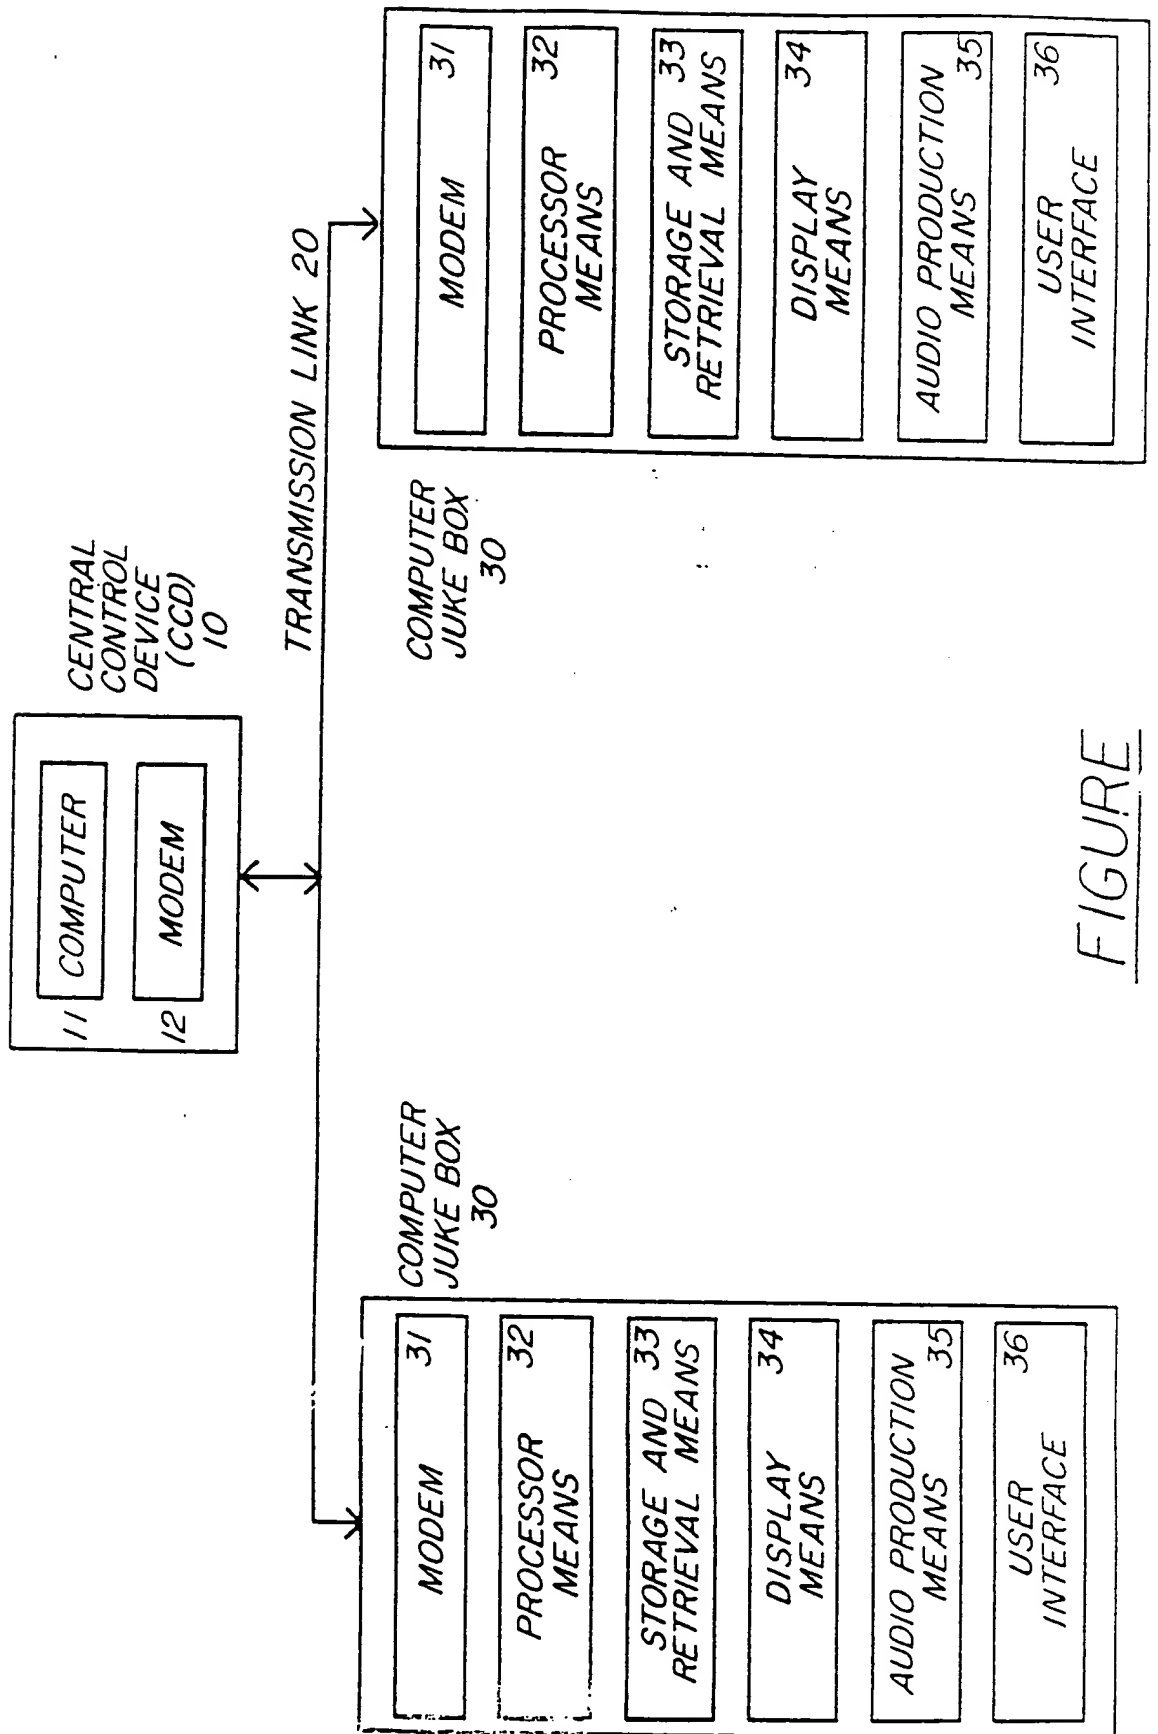 11 COMPUTER
12 MODEM
CENTRAL
CONTROL
DEVICE
(CCD)
10
TRANSMISSION LINK 20
COMPUTER
JUKE BOX
30
MODEM 31
PROCESSOR 32
MEANS
STORAGE AND 33
RETRIEVAL MEANS
DISPLAY 34
MEANS
AUDIO PRODUCTION
MEANS 35
USER 36
INTERFACE
COMPUTER
JUKE BOX
30
MODEM 31
PROCESSOR 32
MEANS
STORAGE AND 33
RETRIEVAL MEANS
DISPLAY 34
MEANS
AUDIO PRODUCTION
MEANS 35
USER 36
INTERFACE
FIGURE